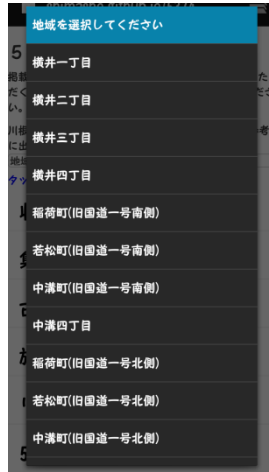 地域を選択してください
横井一丁目
横井二丁目
横井三丁目
横井四丁目
稲荷町(旧国道一号南側)
若松町(旧国道一号南側)
中溝町(旧国道一号南側)
中溝四丁目
稲荷町(旧国道一号北側)
若松町(旧国道一号北側)
中溝町(旧国道一号北側)